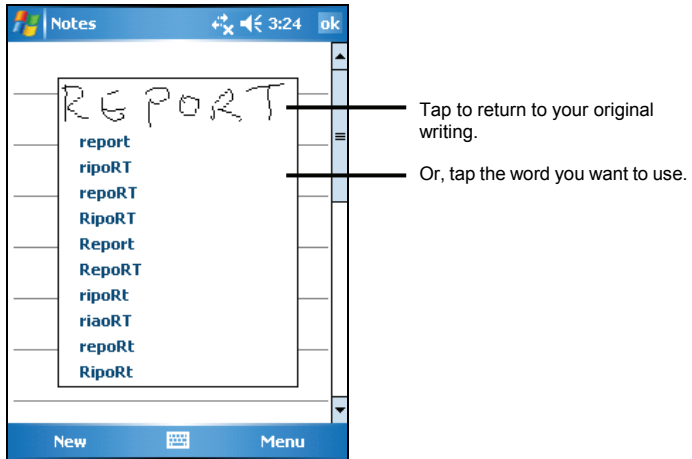 Notes 3:24 ok
REPORT
Tap to return to your original
writing.
report
ripoRT
Or, tap the word you want to use.
repoRT
RipoRT
Report
RepoRT
ripoRt
riaoRT
repoRt
RipoRt
New Menu